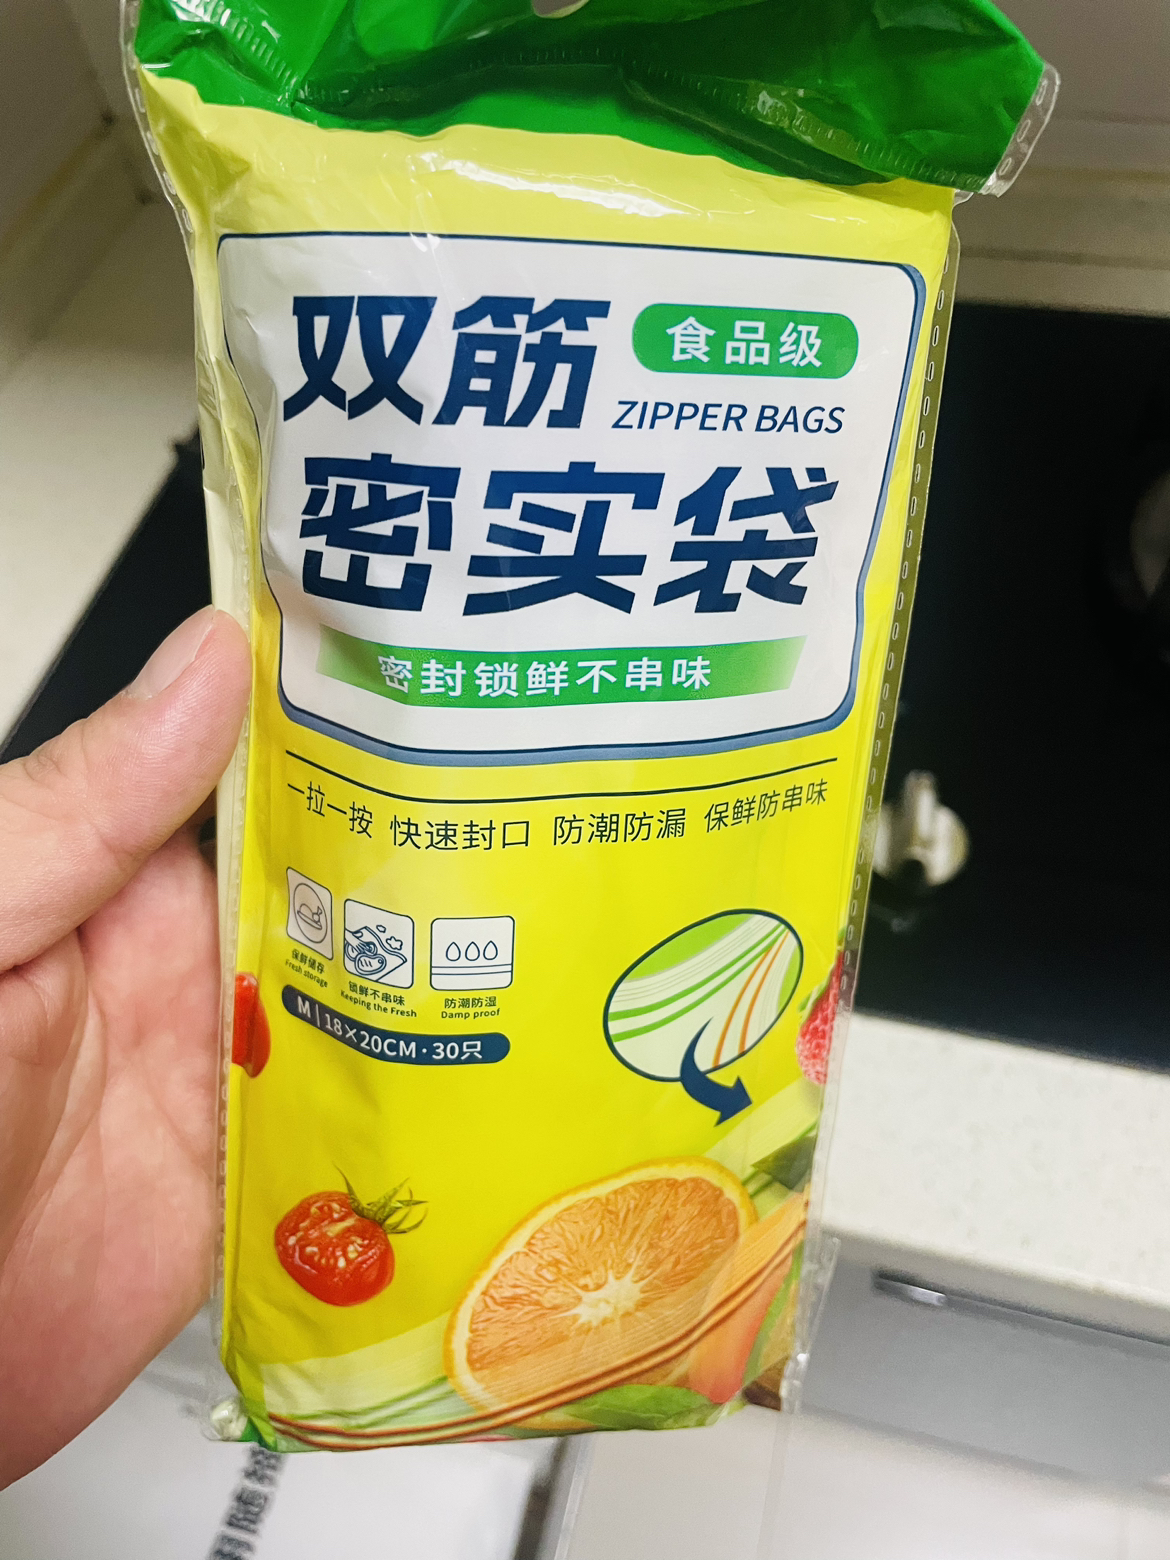 双筋
食品级
ZIPPER BAGS
密实袋
密封锁鲜不串味
一拉一按 快速封口 防潮防漏 保鲜防串味
保鲜储存
Fresh storage
锁鲜不串味
Keeping the Fresh
防潮防湿
Damp proof
M | 18×20CM·30只